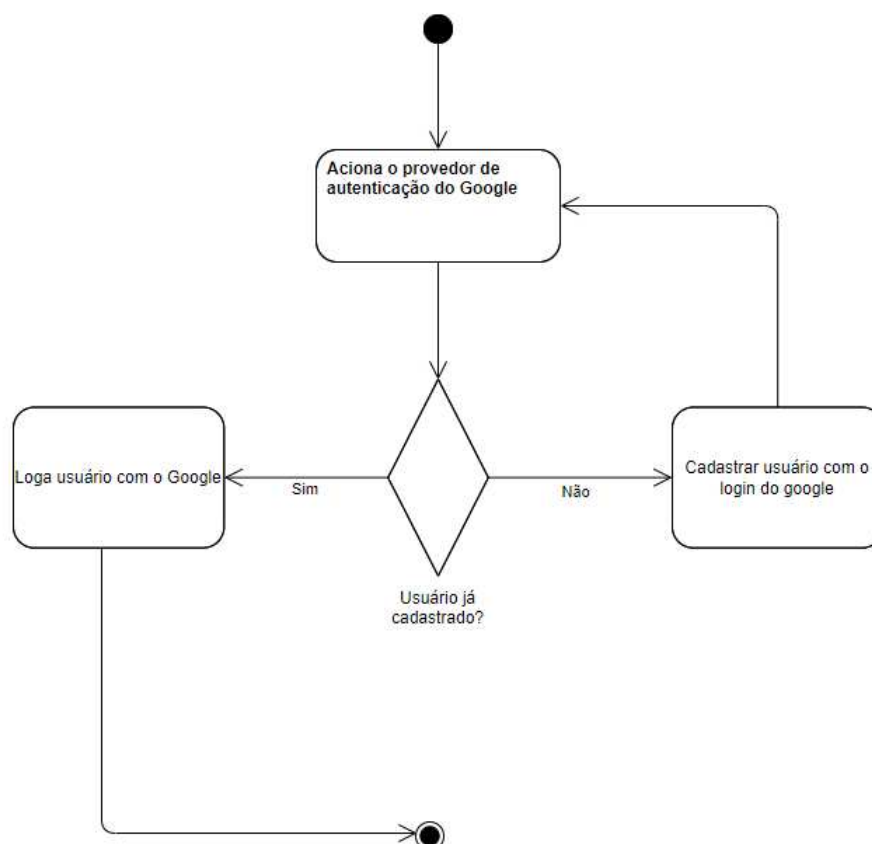 Aciona o provedor de
autenticação do Google
Loga usuário com o Google
Sim
Não
Cadastrar usuário com o
login do google
Usuário já
cadastrado?